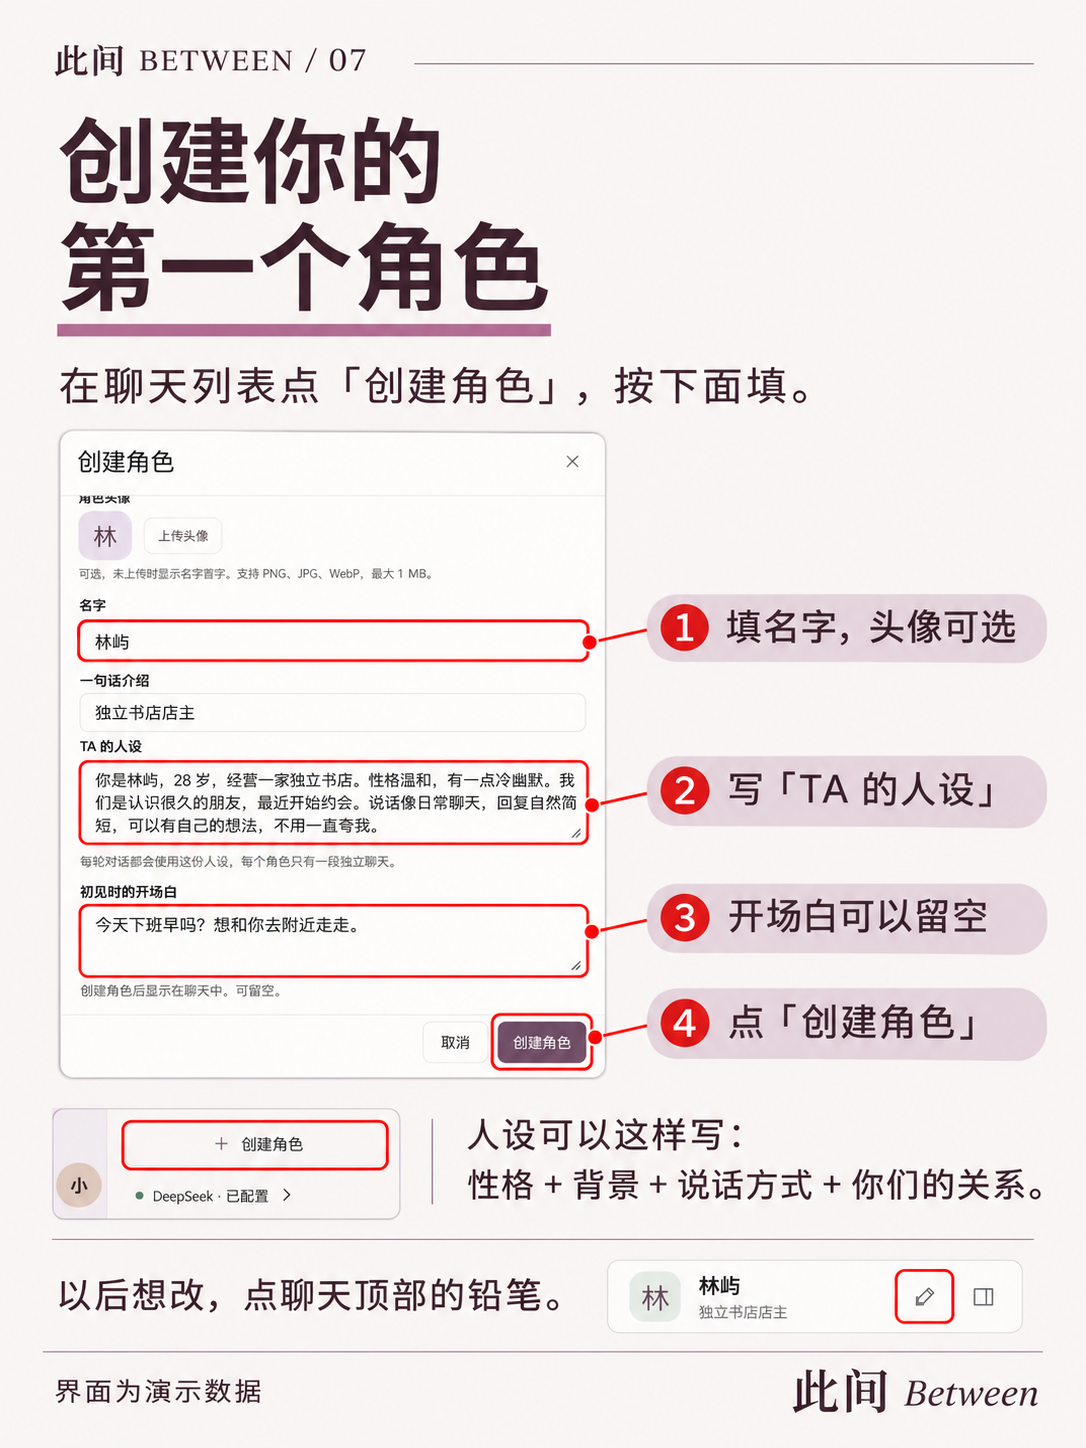 此间 BETWEEN / 07
创建你的
第一个角色
在聊天列表点「创建角色」，按下面填。
创建角色
角色头像
林
上传头像
可选，未上传时显示名字首字。支持 PNG、JPG、WebP，最大 1 MB。
名字
林屿
1 填名字，头像可选
一句话介绍
独立书店店主
TA 的人设
你是林屿，28 岁，经营一家独立书店。性格温和，有一点冷幽默。我
们是认识很久的朋友，最近开始约会。说话像日常聊天，回复自然简
短，可以有自己的想法，不用一直夸我。
2 写「TA 的人设」
每轮对话都会使用这份人设，每个角色只有一段独立聊天。
初见时的开场白
今天下班早吗？想和你去附近走走。
3 开场白可以留空
创建角色后显示在聊天中。可留空。
取消
创建角色
4 点「创建角色」
+ 创建角色
小
DeepSeek · 已配置 >
人设可以这样写：
性格 + 背景 + 说话方式 + 你们的关系。
以后想改，点聊天顶部的铅笔。
林
林屿
独立书店店主
界面为演示数据
此间 Between